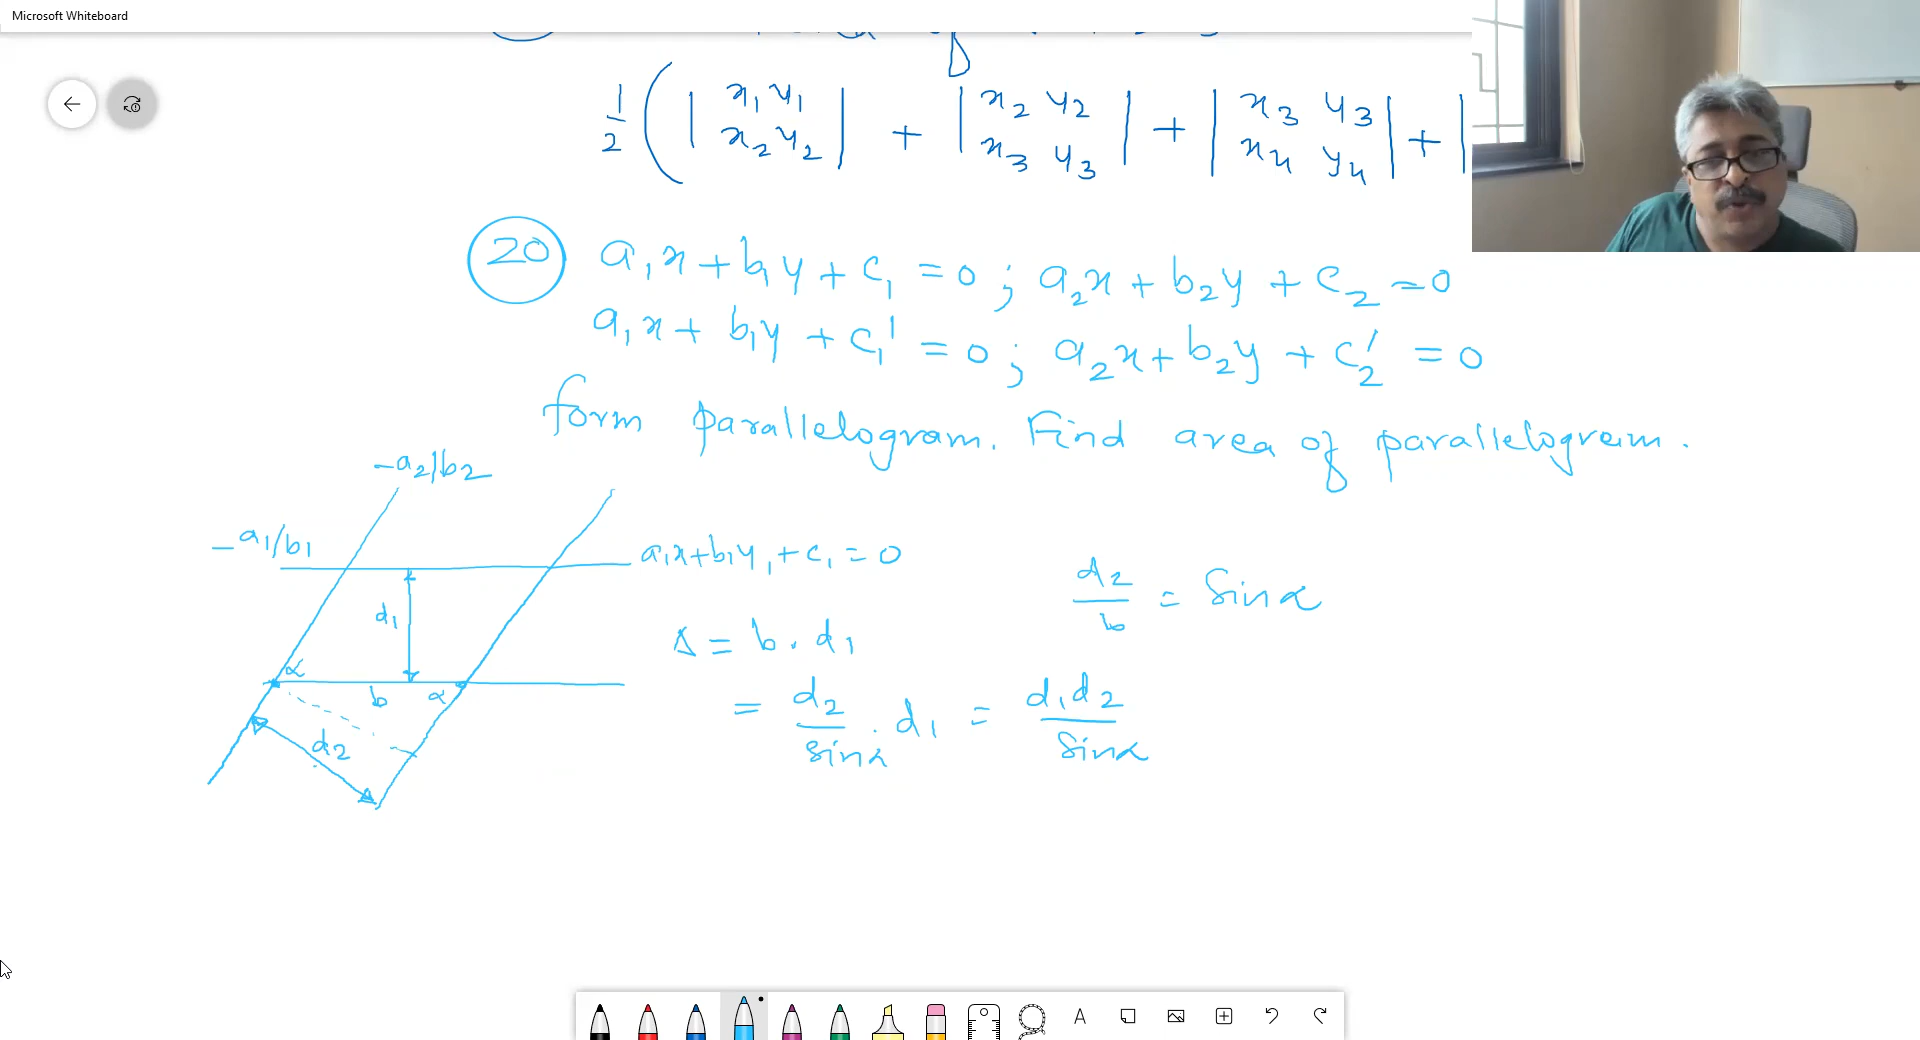 Microsoft Whiteboard
1/2 ( | x₁ y₁ x₂ y₂ | + | x₂ y₂ x₃ y₃ | + | x₃ y₃ x₄ y₄ | + |
20 a₁x + b₁y + c₁ = 0 ; a₂x + b₂y + c₂ = 0
a₁x + b₁y + c₁' = 0 ; a₂x + b₂y + c₂' = 0
form parallelogram. Find area of parallelogram.
-a₂/b₂
-a₁/b₁
a₁x+b₁y₁+c₁=0
d₁
d₂/b = Sinα
Δ = b . d₁
α
b
α
= d₂/sinα . d₁ = d₁d₂/Sinα
d₂
A